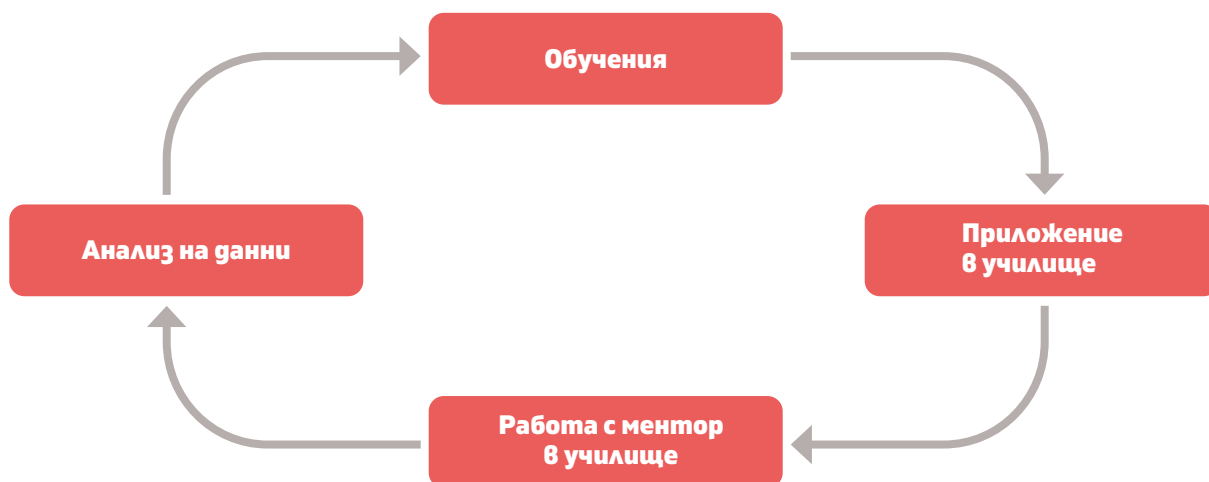 Обучения
Анализ на данни
Приложение
в училище
Работа с ментор
в училище